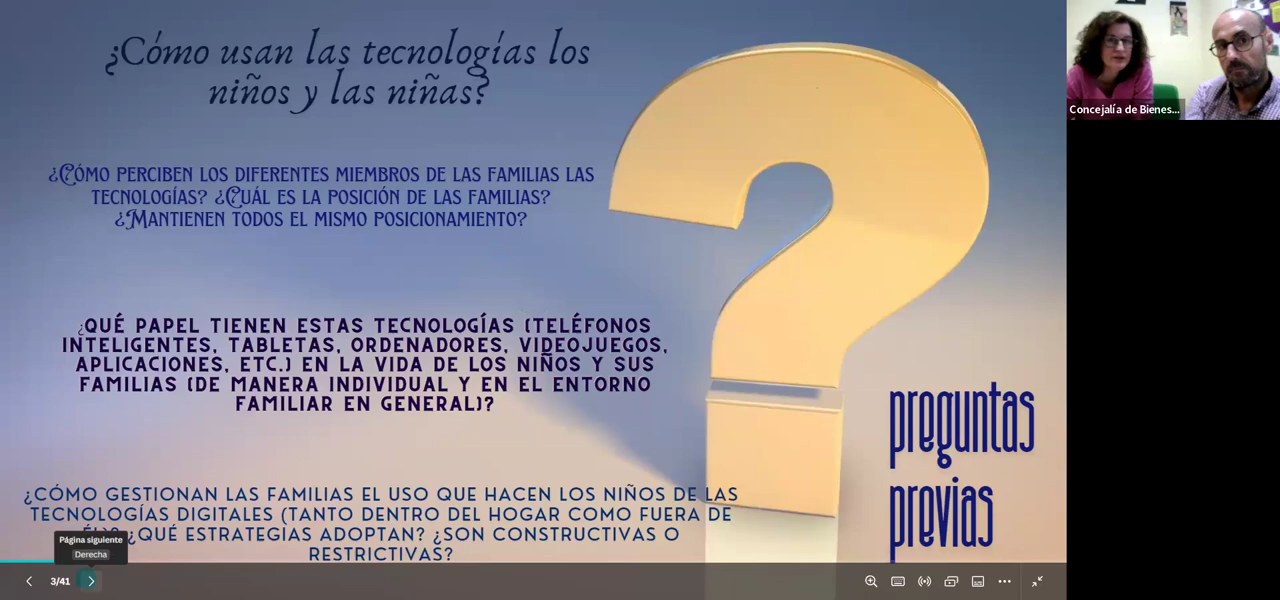 ¿Cómo usan las tecnologías los
niños y las niñas?
¿Cómo perciben los diferentes miembros de las familias las
tecnologías? ¿Cuál es la posición de las familias?
¿Mantienen todos el mismo posicionamiento?
¿QUÉ PAPEL TIENEN ESTAS TECNOLOGÍAS (TELÉFONOS
INTELIGENTES, TABLETAS, ORDENADORES, VIDEOJUEGOS,
APLICACIONES, ETC.) EN LA VIDA DE LOS NIÑOS Y SUS
FAMILIAS (DE MANERA INDIVIDUAL Y EN EL ENTORNO
FAMILIAR EN GENERAL)?
¿CÓMO GESTIONAN LAS FAMILIAS EL USO QUE HACEN LOS NIÑOS DE LAS
TECNOLOGÍAS DIGITALES (TANTO DENTRO DEL HOGAR COMO FUERA DE
¿QUÉ ESTRATEGIAS ADOPTAN? ¿SON CONSTRUCTIVAS O
RESTRICTIVAS?
preguntas
previas
Página siguiente
Derecha
3/41
Concejalía de Bienes...